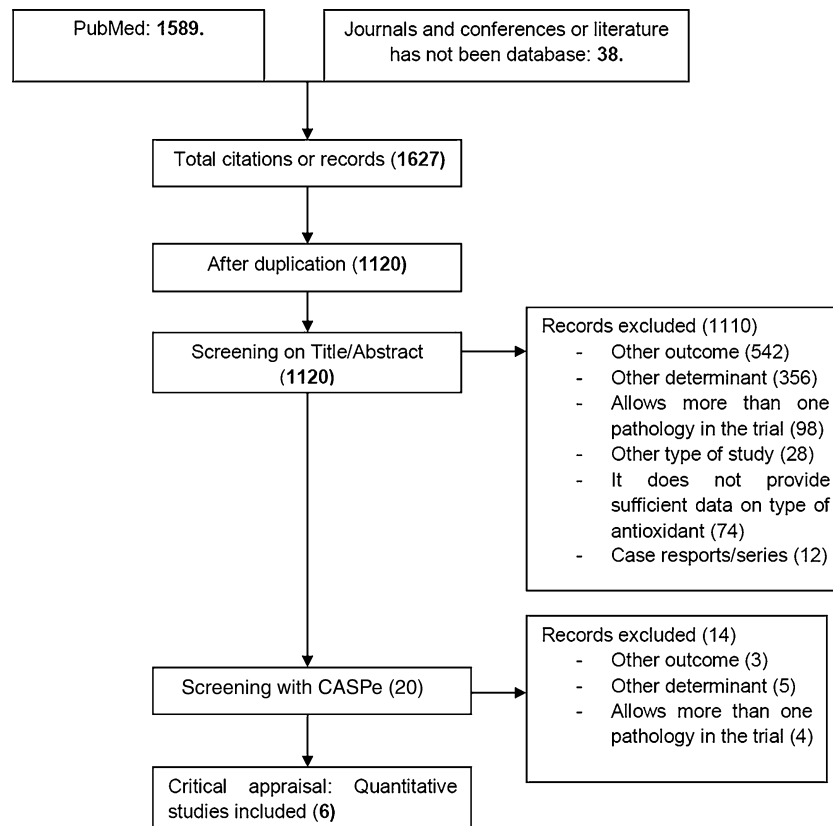 PubMed: 1589.
Journals and conferences or literature
has not been database: 38.
Total citations or records (1627)
After duplication (1120)
Screening on Title/Abstract
(1120)
Records excluded (1110)
- Other outcome (542)
- Other determinant (356)
- Allows more than one
pathology in the trial (98)
- Other type of study (28)
- It does not provide
sufficient data on type of
antioxidant (74)
- Case resports/series (12)
Screening with CASPe (20)
Records excluded (14)
- Other outcome (3)
- Other determinant (5)
- Allows more than one
pathology in the trial (4)
Critical appraisal: Quantitative
studies included (6)